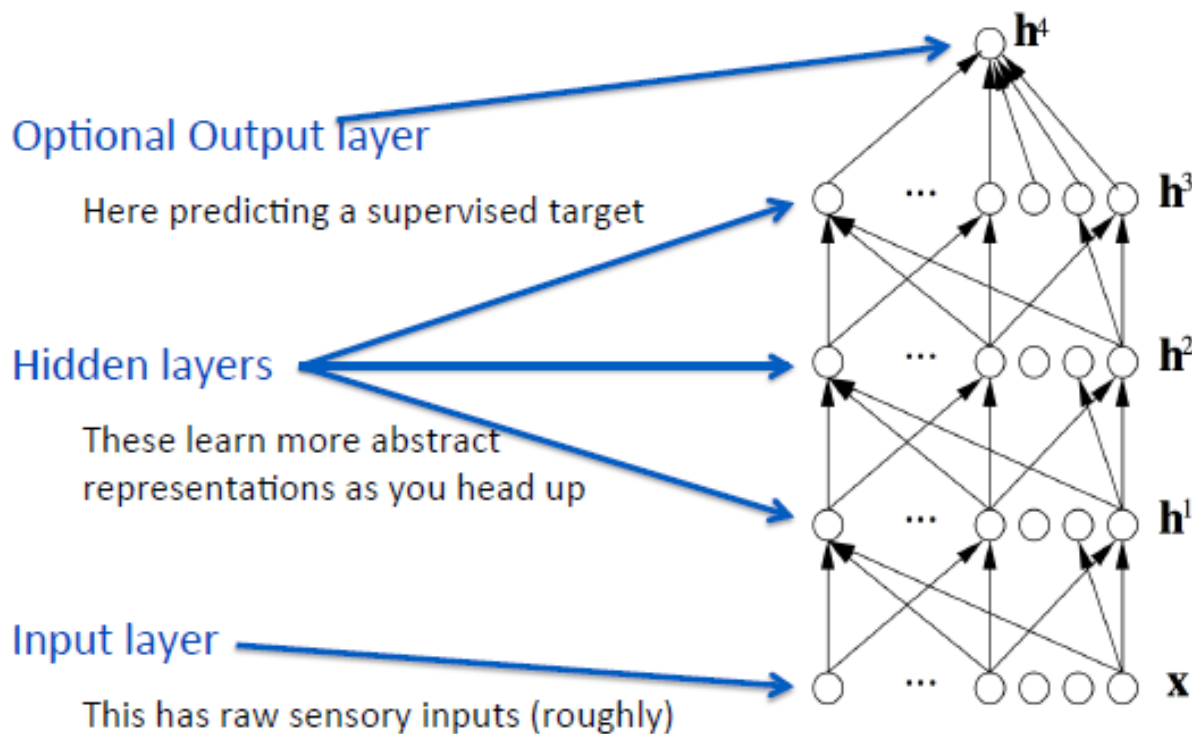 h⁴
Optional Output layer
Here predicting a supervised target
... h³
Hidden layers
... h²
These learn more abstract
representations as you head up
... h¹
Input layer
... x
This has raw sensory inputs (roughly)